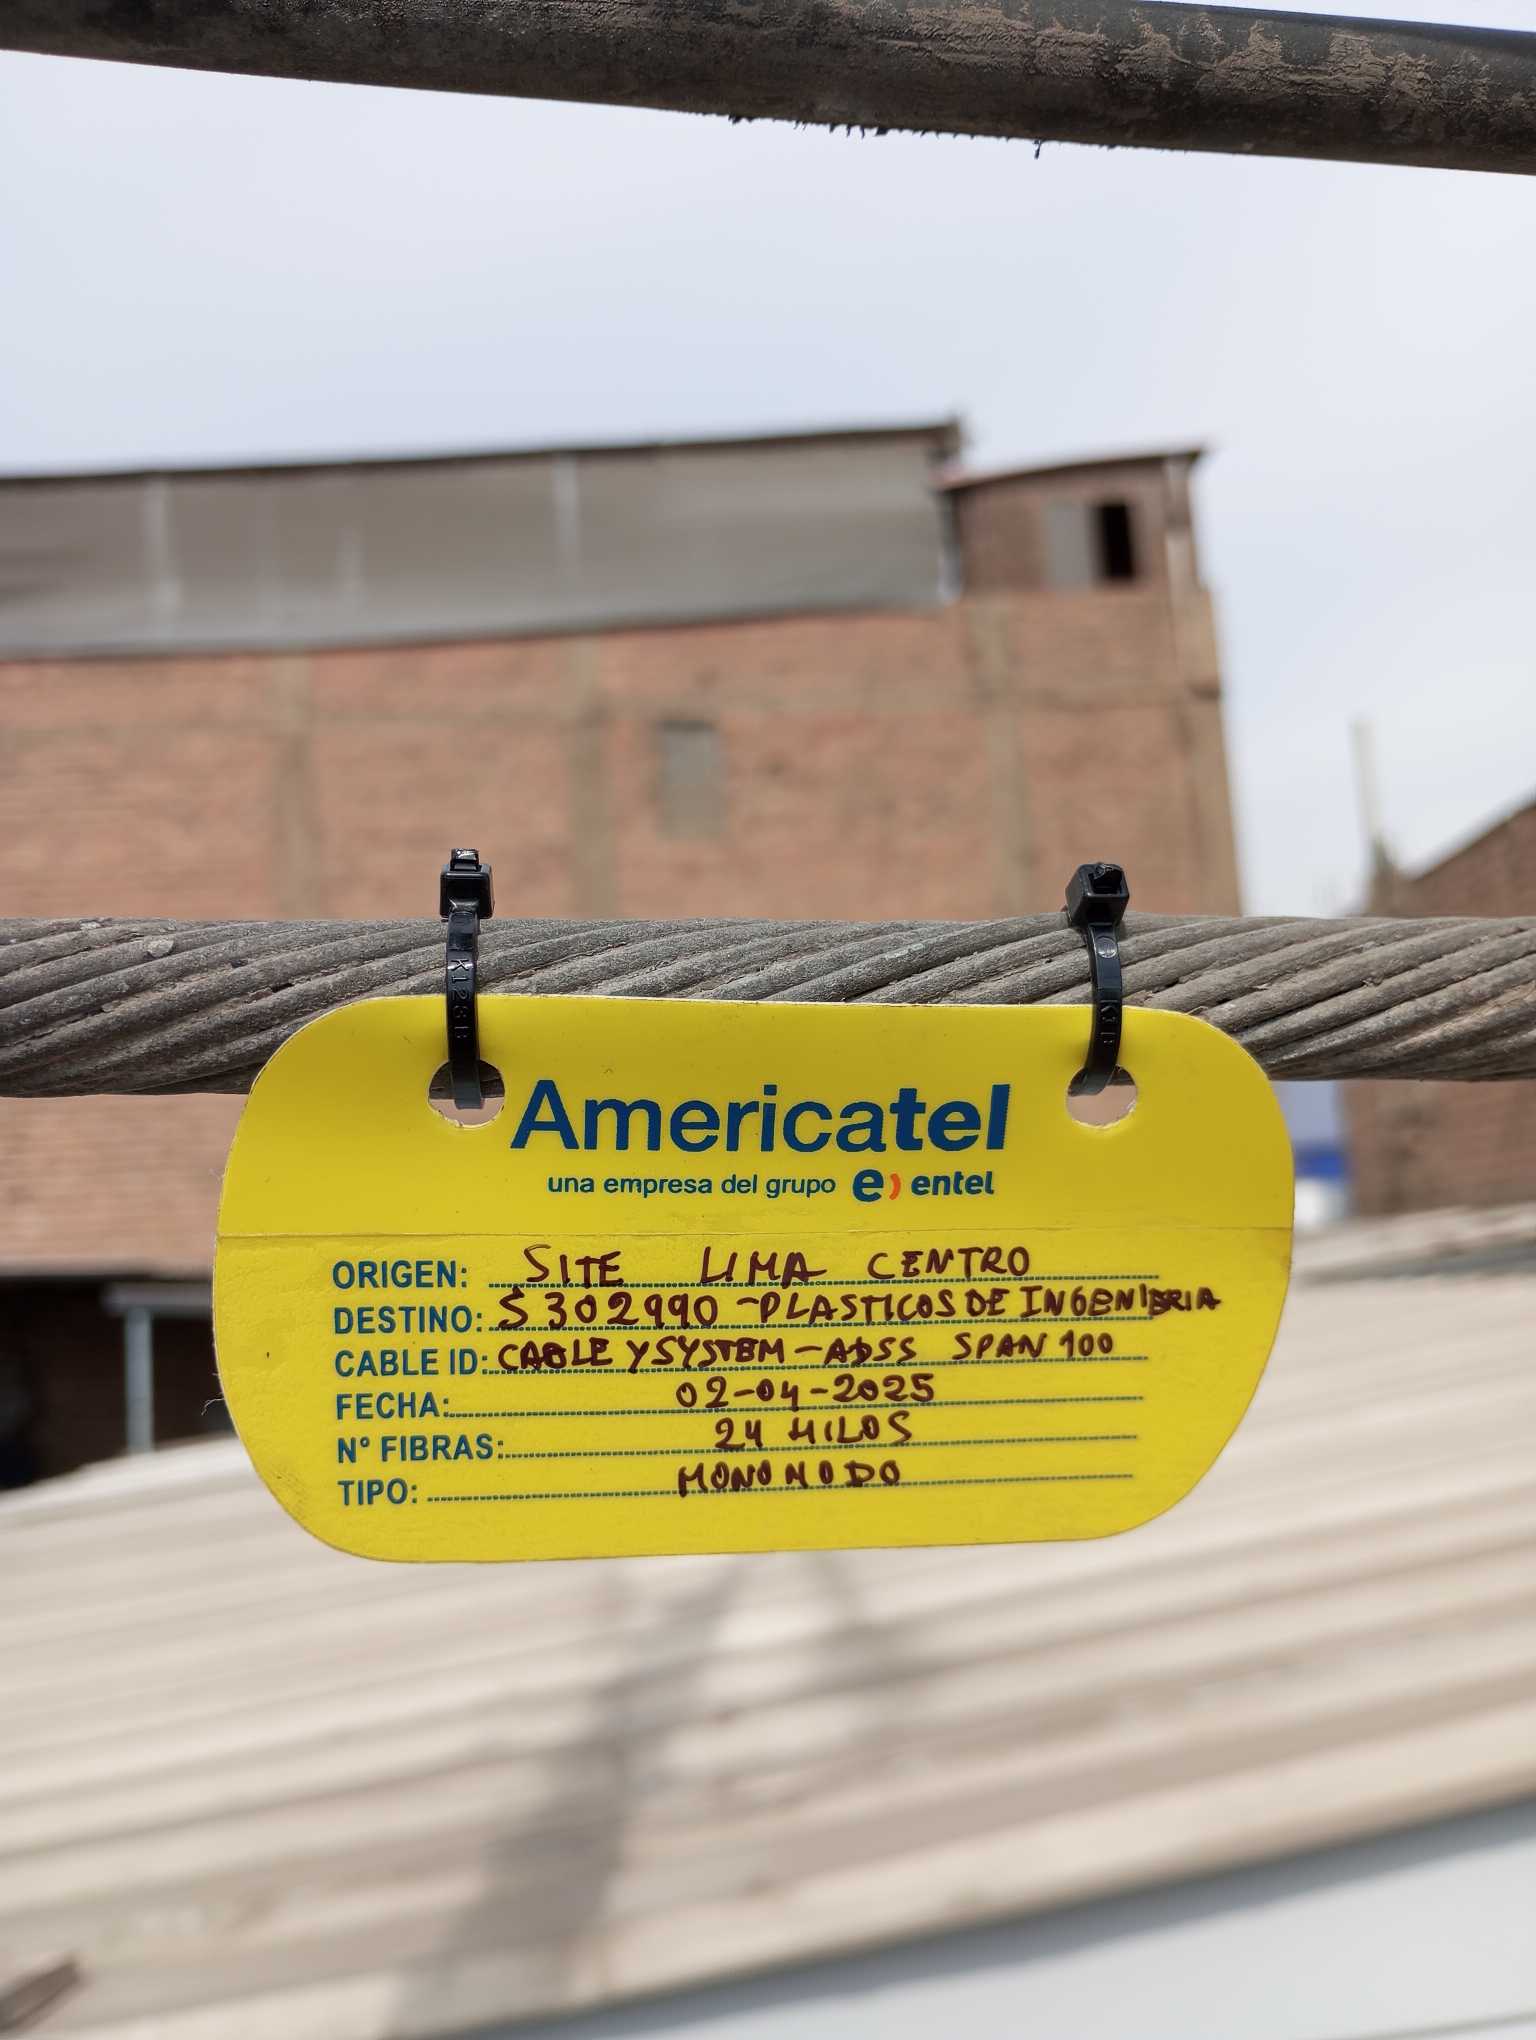 Americatel
una empresa del grupo e) entel
ORIGEN: SITE LIMA CENTRO
DESTINO: S302990 - PLASTICOS DE INGENIERIA
CABLE ID: CABLE Y SYSTEM - ADSS SPAN 100
FECHA: 02-04-2025
N° FIBRAS: 24 HILOS
TIPO: MONOMODO